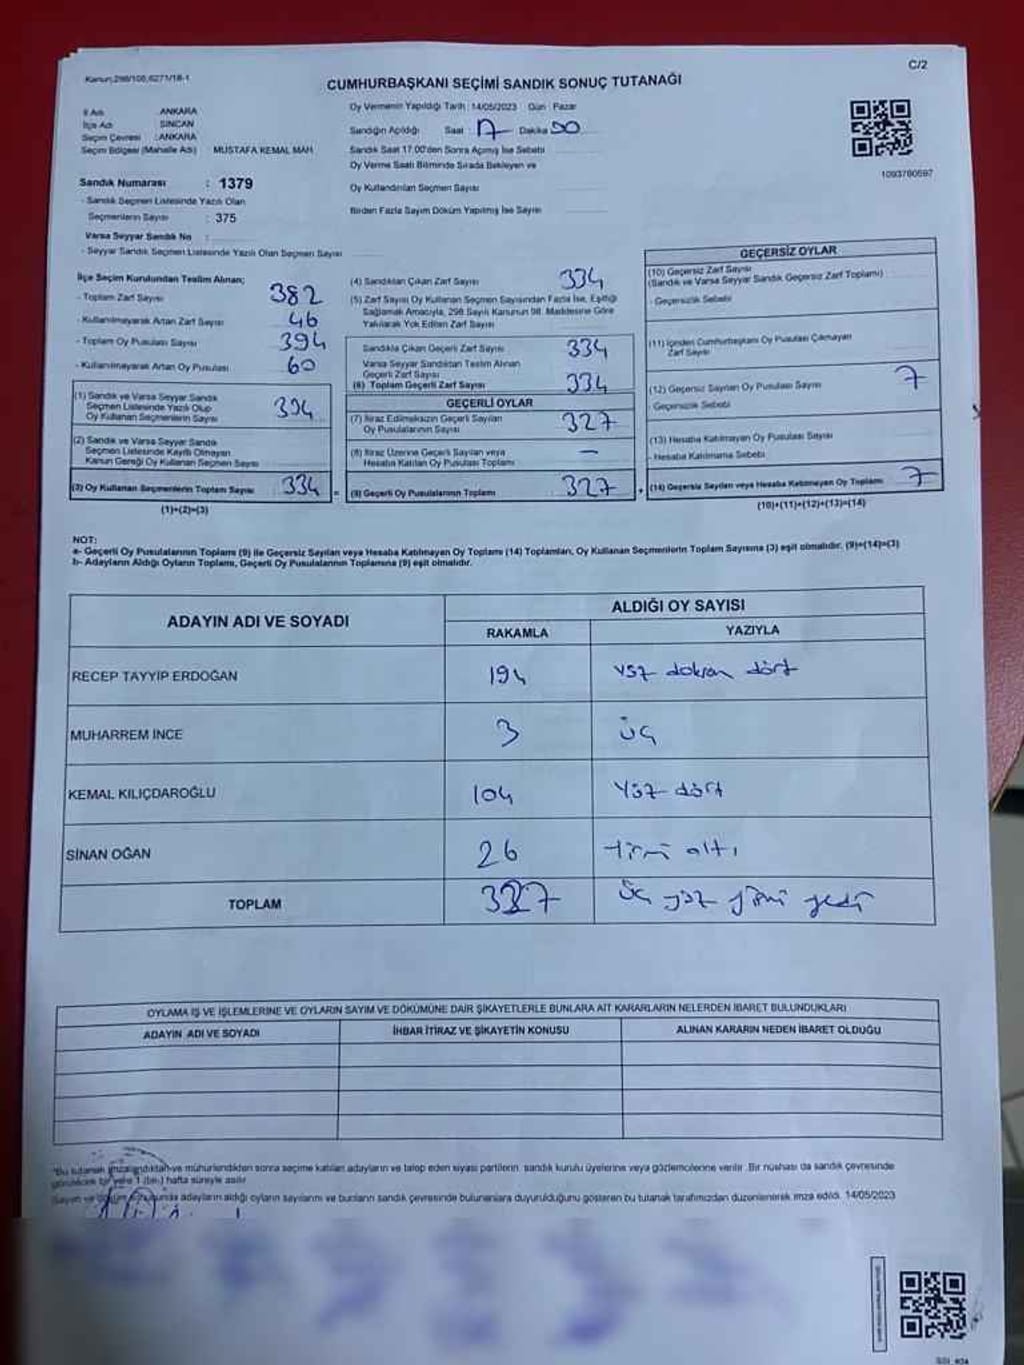 Kanun:298/105,6271/18-1
C/2
CUMHURBAŞKANI SEÇİMİ SANDIK SONUÇ TUTANAĞI
İl Adı ANKARA
İlçe Adı SİNCAN
Seçim Çevresi : ANKARA
Seçim Bölgesi (Mahalle Adı) MUSTAFA KEMAL MAH.
Sandık Numarası : 1379
- Sandık Seçmen Listesinde Yazılı Olan
Seçmenlerin Sayısı : 375
Varsa Seyyar Sandık No :
- Seyyar Sandık Seçmen Listesinde Yazılı Olan Seçmen Sayısı
Oy Vermenin Yapıldığı Tarih : 14/05/2023 Gün : Pazar
Sandığın Açıldığı Saat 17 Dakika 00
Sandık Saat 17.00'den Sonra Açılmış İse Sebebi
Oy Verme Saati Bitiminde Sırada Bekleyen ve
Oy Kullandırılan Seçmen Sayısı
Birden Fazla Sayım Döküm Yapılmış İse Sayısı
1093780597
İlçe Seçim Kurulundan Teslim Alınan;
- Toplam Zarf Sayısı 382
- Kullanılmayarak Artan Zarf Sayısı 46
- Toplam Oy Pusulası Sayısı 394
- Kullanılmayarak Artan Oy Pusulası 60
(1) Sandık ve Varsa Seyyar Sandık
Seçmen Listesinde Yazılı Olup
Oy Kullanan Seçmenlerin Sayısı 334
(2) Sandık ve Varsa Seyyar Sandık
Seçmen Listesinde Kayıtlı Olmayan
Kanun Gereği Oy Kullanan Seçmen Sayısı
(3) Oy Kullanan Seçmenlerin Toplam Sayısı 334 =
(1)+(2)=(3)
(4) Sandıktan Çıkan Zarf Sayısı 334
(5) Zarf Sayısı Oy Kullanan Seçmen Sayısından Fazla İse, Eşitliği
Sağlamak Amacıyla, 298 Sayılı Kanunun 98. Maddesine Göre
Yakılarak Yok Edilen Zarf Sayısı
Sandıkta Çıkan Geçerli Zarf Sayısı 334
Varsa Seyyar Sandıktan Teslim Alınan
Geçerli Zarf Sayısı
(6) Toplam Geçerli Zarf Sayısı 334
GEÇERLİ OYLAR
(7) İtiraz Edilmeksizin Geçerli Sayılan
Oy Pusulalarının Sayısı 327
(8) İtiraz Üzerine Geçerli Sayılan veya
Hesaba Katılan Oy Pusulası Toplamı —
(9) Geçerli Oy Pusulalarının Toplamı 327 +
GEÇERSİZ OYLAR
(10) Geçersiz Zarf Sayısı
(Sandık ve Varsa Seyyar Sandık Geçersiz Zarf Toplamı)
- Geçersizlik Sebebi
(11) İçinden Cumhurbaşkanı Oy Pusulası Çıkmayan
Zarf Sayısı
(12) Geçersiz Sayılan Oy Pusulası Sayısı 7
- Geçersizlik Sebebi
(13) Hesaba Katılmayan Oy Pusulası Sayısı
- Hesaba Katılmama Sebebi
(14) Geçersiz Sayılan veya Hesaba Katılmayan Oy Toplamı 7
(10)+(11)+(12)+(13)=(14)
NOT:
a- Geçerli Oy Pusulalarının Toplamı (9) ile Geçersiz Sayılan veya Hesaba Katılmayan Oy Toplamı (14) Toplamları, Oy Kullanan Seçmenlerin Toplam Sayısına (3) eşit olmalıdır. (9)+(14)=(3)
b- Adayların Aldığı Oyların Toplamı, Geçerli Oy Pusulalarının Toplamına (9) eşit olmalıdır.
ADAYIN ADI VE SOYADI
ALDIĞI OY SAYISI
RAKAMLA YAZIYLA
RECEP TAYYİP ERDOĞAN 194 yüz doksan dört
MUHARREM İNCE 3 üç
KEMAL KILIÇDAROĞLU 104 Yüz dört
SİNAN OĞAN 26 altı
TOPLAM 327 üç yüz yirmi yedi
OYLAMA İŞ VE İŞLEMLERİNE VE OYLARIN SAYIM VE DÖKÜMÜNE DAİR ŞİKAYETLERLE BUNLARA AİT KARARLARIN NELERDEN İBARET BULUNDUKLARI
ADAYIN ADI VE SOYADI İHBAR İTİRAZ VE ŞİKAYETİN KONUSU ALINAN KARARIN NEDEN İBARET OLDUĞU
*Bu tutanak imzalandıktan ve mühürlendikten sonra seçime katılan adayların ve talep eden siyasi partilerin, sandık kurulu üyelerine veya gözlemcilerine verilir. Bir nüshası da sandık çevresinde
görülecek bir yere 1 (bir) hafta süreyle asılır.
Sayım ve döküm sonucunda adayların aldığı oyların sayılarını ve bunların sandık çevresinde bulunanlara duyurulduğunu gösteren bu tutanak tarafımızdan düzenlenerek imza edildi. 14/05/2023